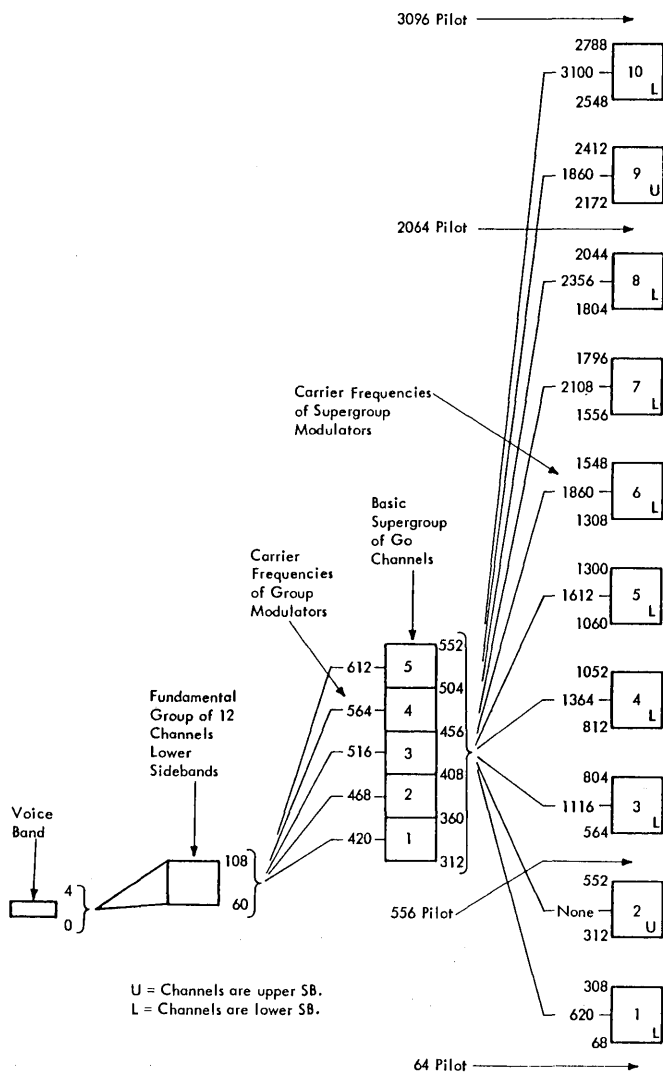 3096 Pilot
2788
3100
10
L
2548
2412
1860
9
U
2172
2064 Pilot
2044
2356
8
L
1804
1796
2108
7
L
1556
Carrier Frequencies
of Supergroup
Modulators
1548
1860
6
L
1308
Basic
Supergroup
of Go
Channels
Carrier
Frequencies
of Group
Modulators
1300
1612
5
L
1060
552
612
5
504
564
4
456
516
3
408
468
2
360
420
1
312
1052
1364
4
L
812
Fundamental
Group of 12
Channels
Lower
Sidebands
804
1116
3
L
564
Voice
Band
4
0
108
60
556 Pilot
552
None
2
312
U
U = Channels are upper SB.
L = Channels are lower SB.
308
620
1
L
68
64 Pilot